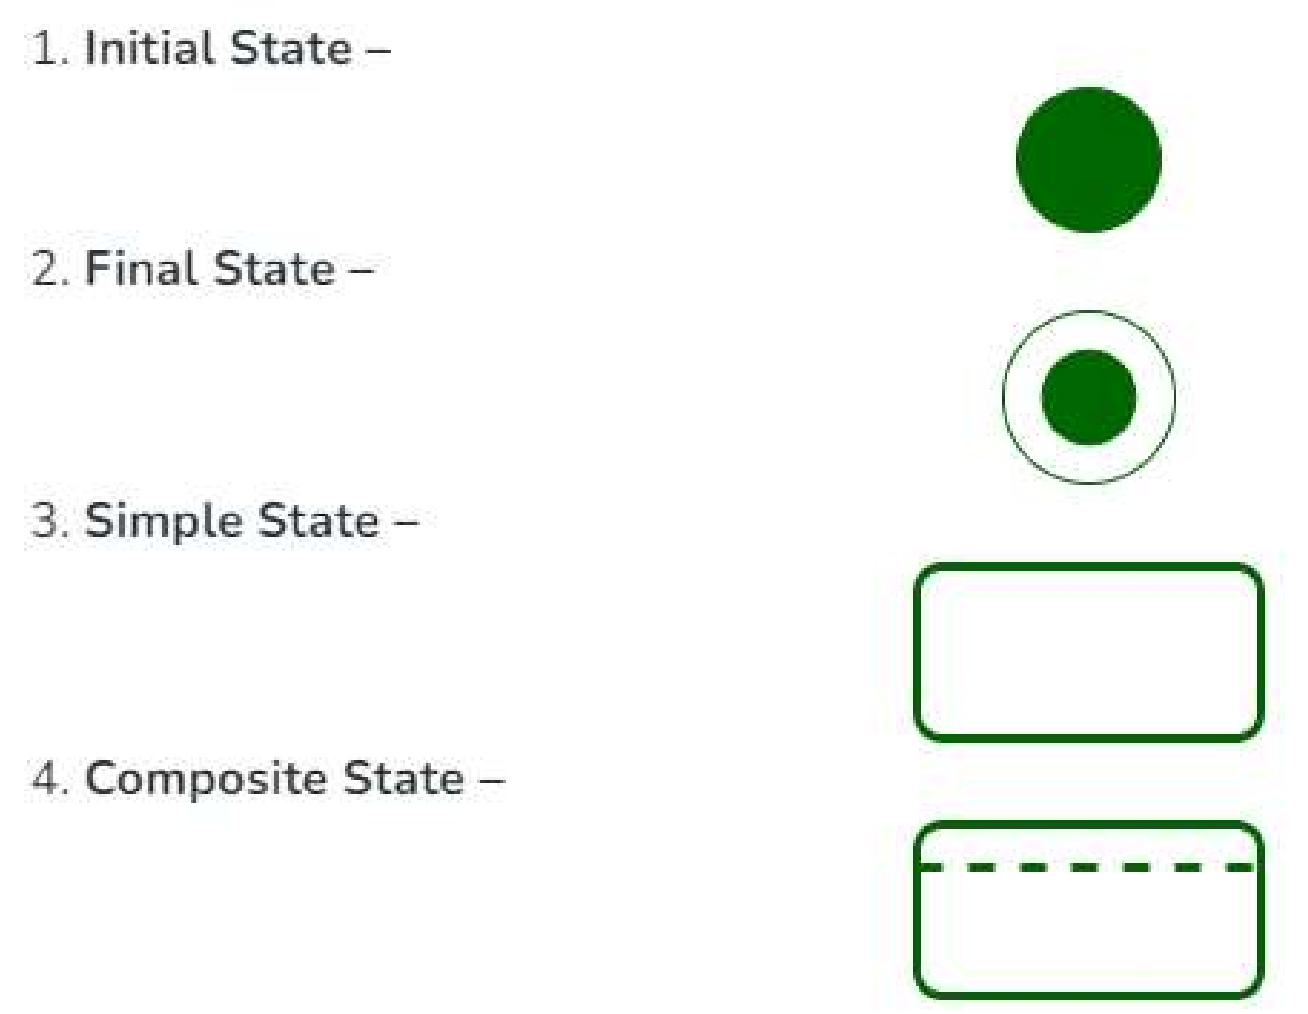 1. Initial State –
2. Final State –
3. Simple State –
4. Composite State –